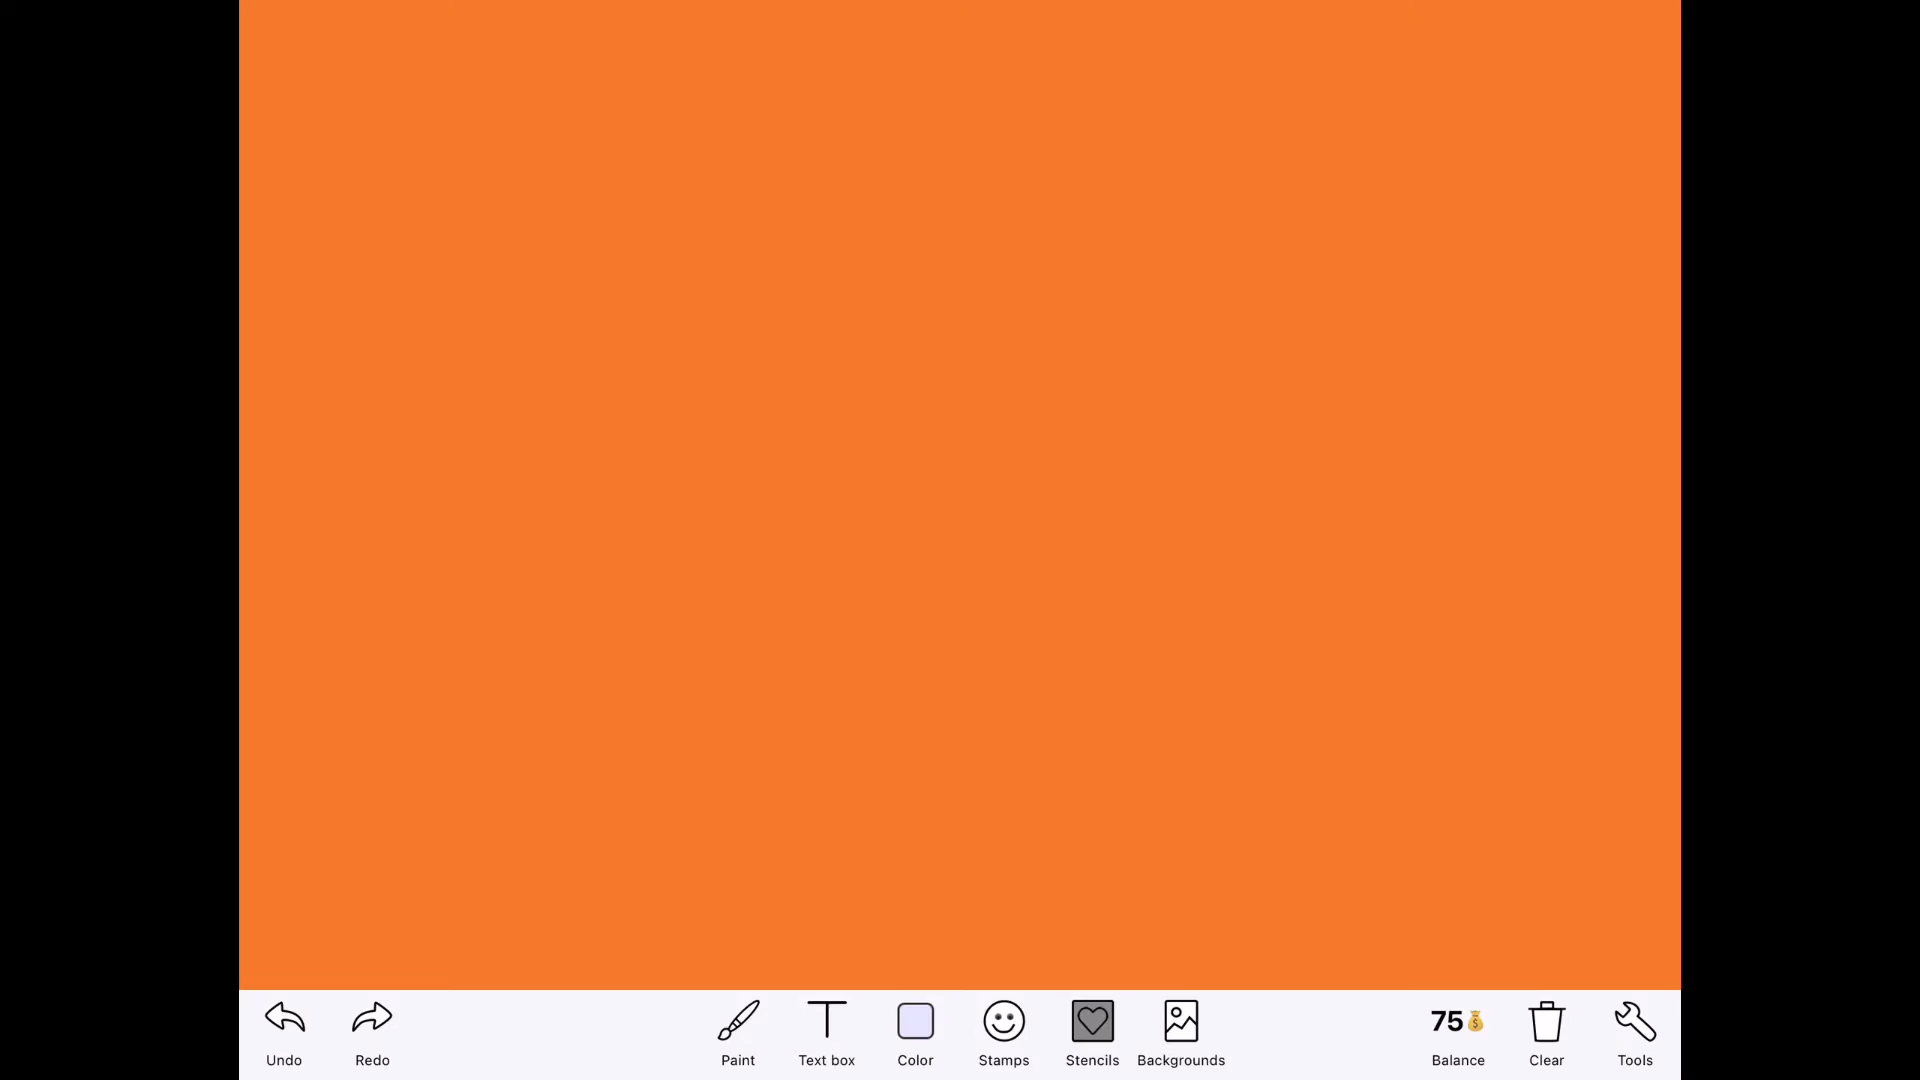 Undo
Redo
Paint
Text box
Color
Stamps
Stencils
Backgrounds
75
Balance
Clear
Tools